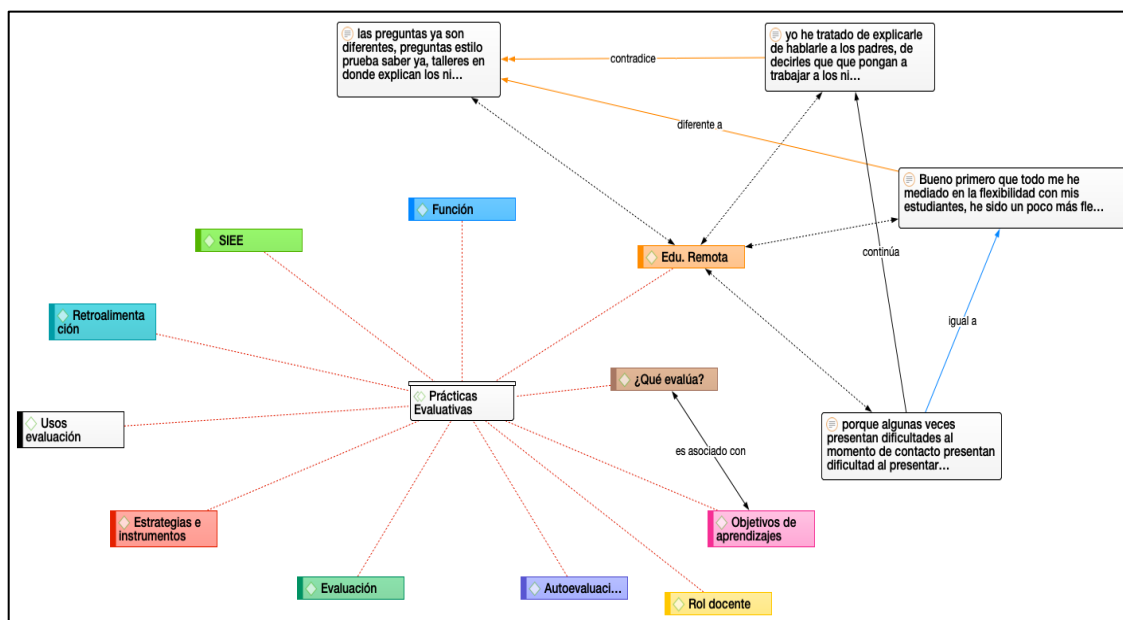 las preguntas ya son
diferentes, preguntas estilo
prueba saber ya, talleres en
donde explican los ni...
contradice
yo he tratado de explicarle
de hablarle a los padres, de
decirles que que pongan a
trabajar a los ni...
diferente a
Bueno primero que todo me he
mediado en la flexibilidad con mis
estudiantes, he sido un poco más fle...
Función
SIEE
Edu. Remota
continúa
Retroalimenta
ción
igual a
¿Qué evalúa?
Prácticas
Evaluativas
Usos
evaluación
porque algunas veces
presentan dificultades al
momento de contacto presentan
dificultad al presentar...
es asociado con
Estrategias e
instrumentos
Objetivos de
aprendizajes
Evaluación
Autoevaluaci...
Rol docente